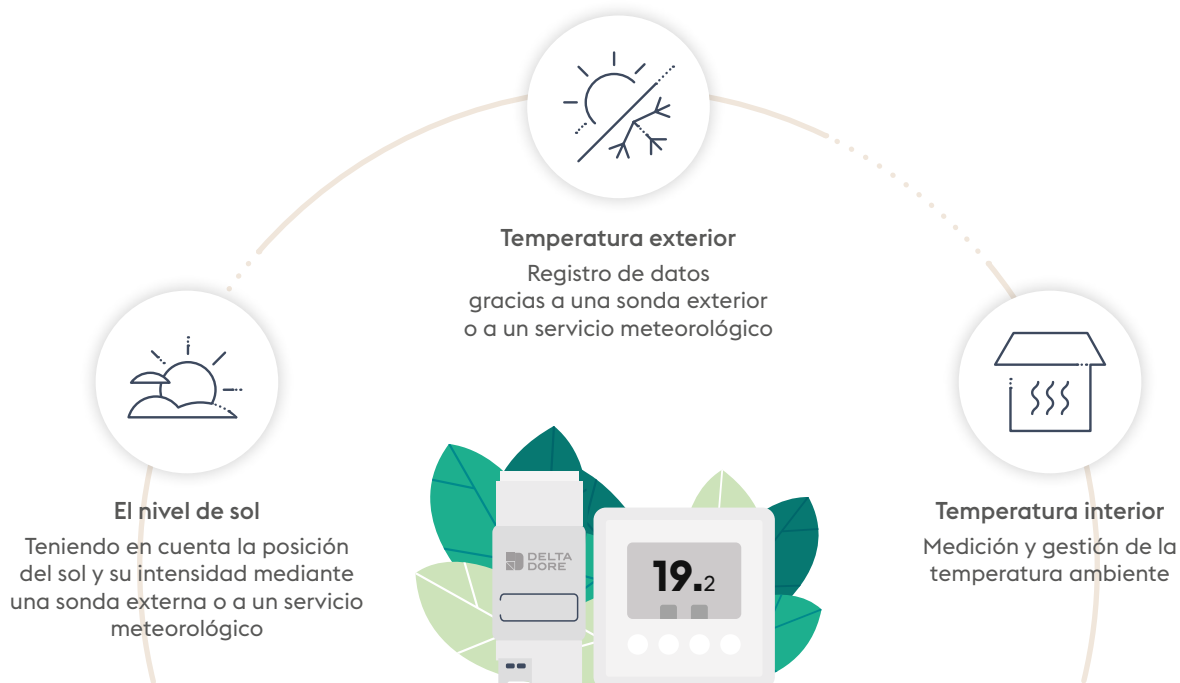 Temperatura exterior
Registro de datos
gracias a una sonda exterior
o a un servicio meteorológico
El nivel de sol
Teniendo en cuenta la posición
del sol y su intensidad mediante
una sonda externa o a un servicio
meteorológico
Temperatura interior
Medición y gestión de la
temperatura ambiente
DELTA
DORE
19.2